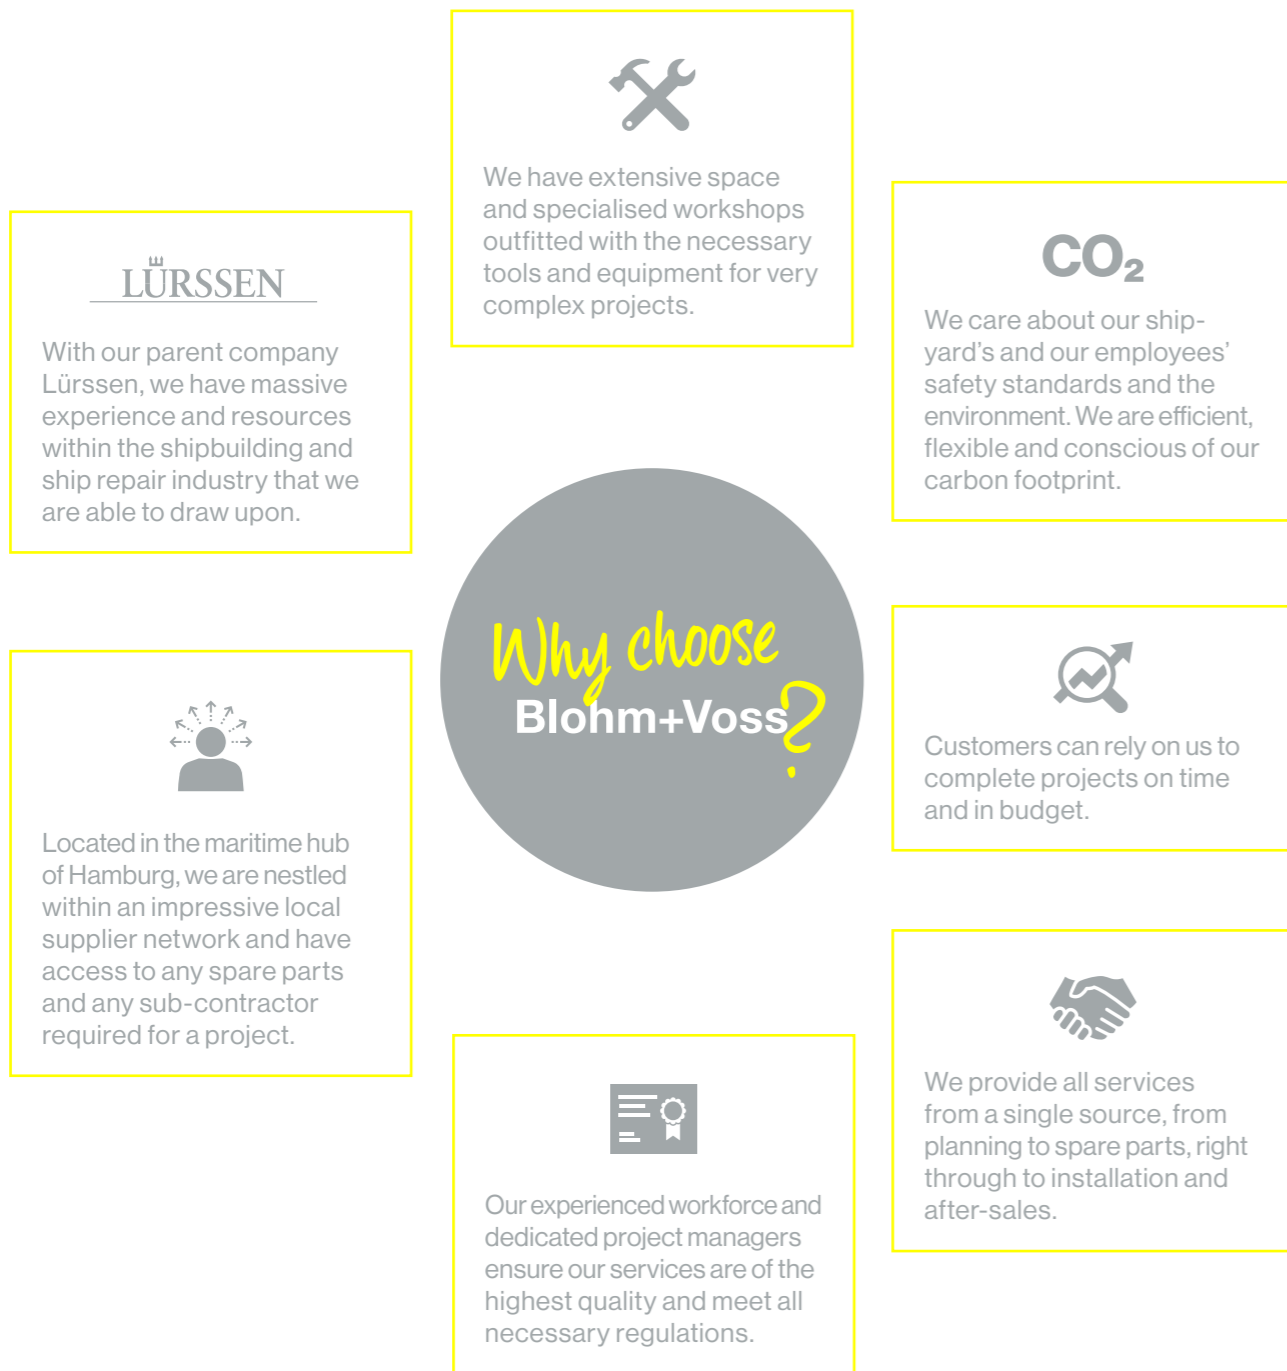 We have extensive space
and specialised workshops
outfitted with the necessary
tools and equipment for very
complex projects.
LÜRSSEN
With our parent company
Lürssen, we have massive
experience and resources
within the shipbuilding and
ship repair industry that we
are able to draw upon.
CO₂
We care about our ship-
yard’s and our employees’
safety standards and the
environment. We are efficient,
flexible and conscious of our
carbon footprint.
Why choose
Blohm+Voss?
Customers can rely on us to
complete projects on time
and in budget.
Located in the maritime hub
of Hamburg, we are nestled
within an impressive local
supplier network and have
access to any spare parts
and any sub-contractor
required for a project.
We provide all services
from a single source, from
planning to spare parts, right
through to installation and
after-sales.
Our experienced workforce and
dedicated project managers
ensure our services are of the
highest quality and meet all
necessary regulations.